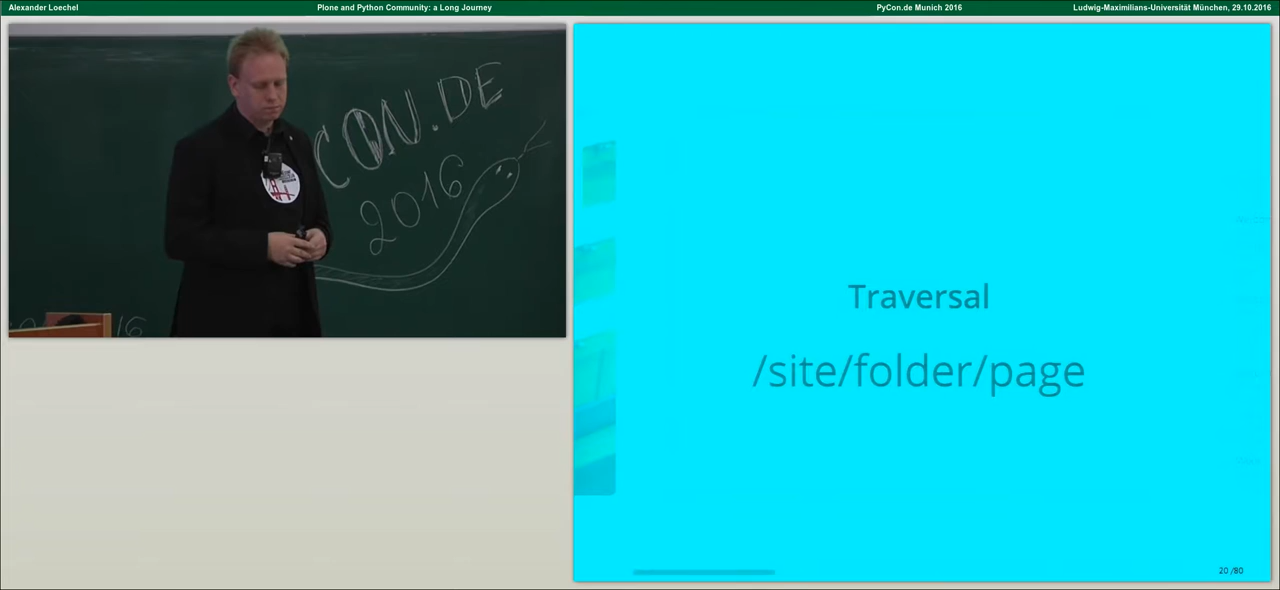 Alexander Loechel
Plone and Python Community: a Long Journey
PyCon.de Munich 2016
Ludwig-Maximilians-Universität München, 29.10.2016
CON.DE
2016
16
Traversal
/site/folder/page
20 /80